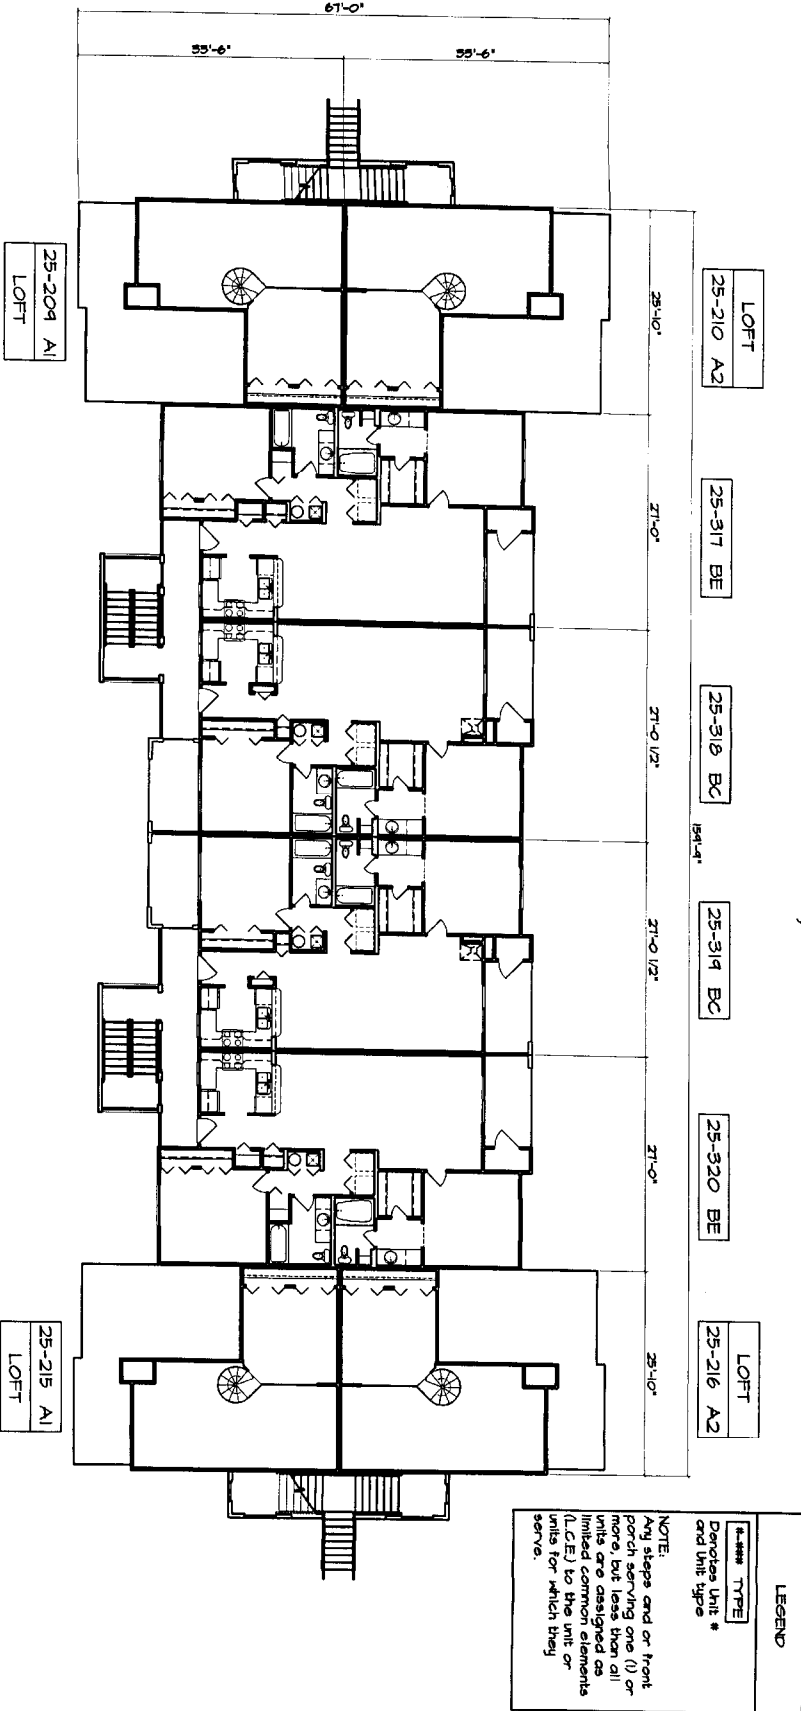 67'-0"
33'-6"
33'-6"
LOFT
25-210 A2
25-317 BE
25-318 BC
25-319 BC
25-320 BE
LOFT
25-216 A2
159'-9"
25'-10"
27'-0"
27'-0 1/2"
27'-0 1/2"
27'-0"
25'-10"
25-209 A1
LOFT
25-215 A1
LOFT
LEGEND
#-### TYPE
Denotes Unit #
and Unit type
NOTE:
Any steps and or front
porch serving one (1) or
more, but less than all
units are assigned as
limited common elements
(L.C.E.) to the unit or
units for which they
serve.